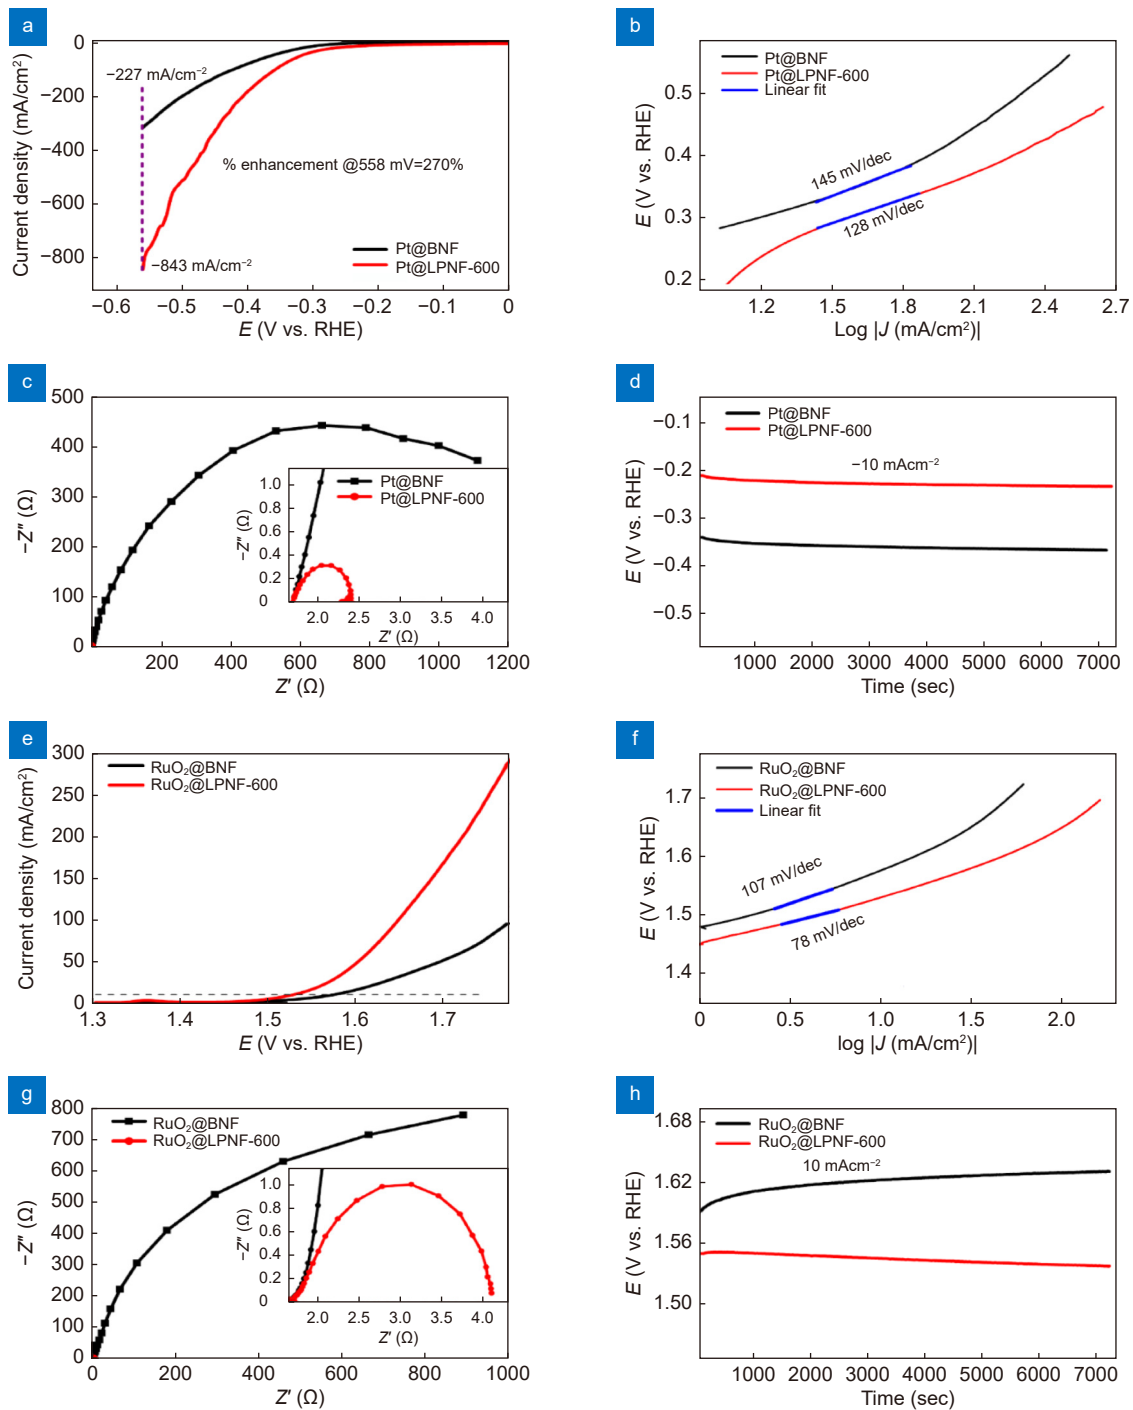 a
0
−200
−400
−600
−800
Current density (mA/cm²)
−227 mA/cm⁻²
% enhancement @558 mV=270%
−843 mA/cm⁻²
Pt@BNF
Pt@LPNF-600
−0.6 −0.5 −0.4 −0.3 −0.2 −0.1 0
E (V vs. RHE)
b
0.5
0.4
0.3
0.2
E (V vs. RHE)
Pt@BNF
Pt@LPNF-600
Linear fit
145 mV/dec
128 mV/dec
1.2 1.5 1.8 2.1 2.4 2.7
Log |J (mA/cm²)|
c
500
400
300
200
100
0
−Z″ (Ω)
Pt@BNF
Pt@LPNF-600
1.0
0.8
0.6
0.4
0.2
0
−Z″ (Ω)
2.0 2.5 3.0 3.5 4.0
Z′ (Ω)
200 400 600 800 1000 1200
Z′ (Ω)
d
−0.1
−0.2
−0.3
−0.4
−0.5
E (V vs. RHE)
Pt@BNF
Pt@LPNF-600
−10 mAcm⁻²
1000 2000 3000 4000 5000 6000 7000
Time (sec)
e
300
250
200
150
100
50
0
Current density (mA/cm²)
RuO₂@BNF
RuO₂@LPNF-600
1.3 1.4 1.5 1.6 1.7
E (V vs. RHE)
f
1.7
1.6
1.5
1.4
E (V vs. RHE)
RuO₂@BNF
RuO₂@LPNF-600
Linear fit
107 mV/dec
78 mV/dec
0 0.5 1.0 1.5 2.0
log |J (mA/cm²)|
g
800
700
600
500
400
300
200
100
0
−Z″ (Ω)
RuO₂@BNF
RuO₂@LPNF-600
1.0
0.8
0.6
0.4
0.2
0
−Z″ (Ω)
2.0 2.5 3.0 3.5 4.0
Z′ (Ω)
0 200 400 600 800 1000
Z′ (Ω)
h
1.68
1.62
1.56
1.50
E (V vs. RHE)
RuO₂@BNF
RuO₂@LPNF-600
10 mAcm⁻²
1000 2000 3000 4000 5000 6000 7000
Time (sec)